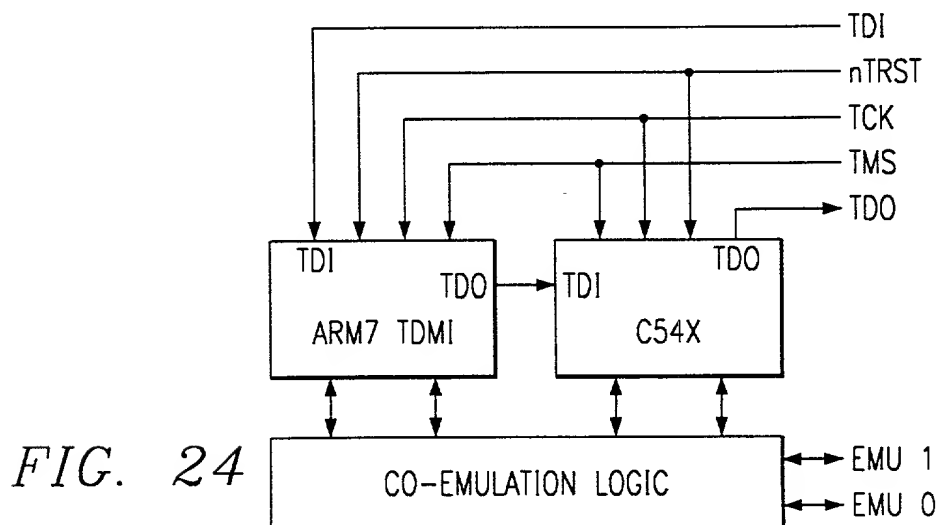 TDI
nTRST
TCK
TMS
TDO
TDI
TDO
TDO
TDI
ARM7 TDMI
C54X
FIG. 24
CO-EMULATION LOGIC
EMU 1
EMU 0